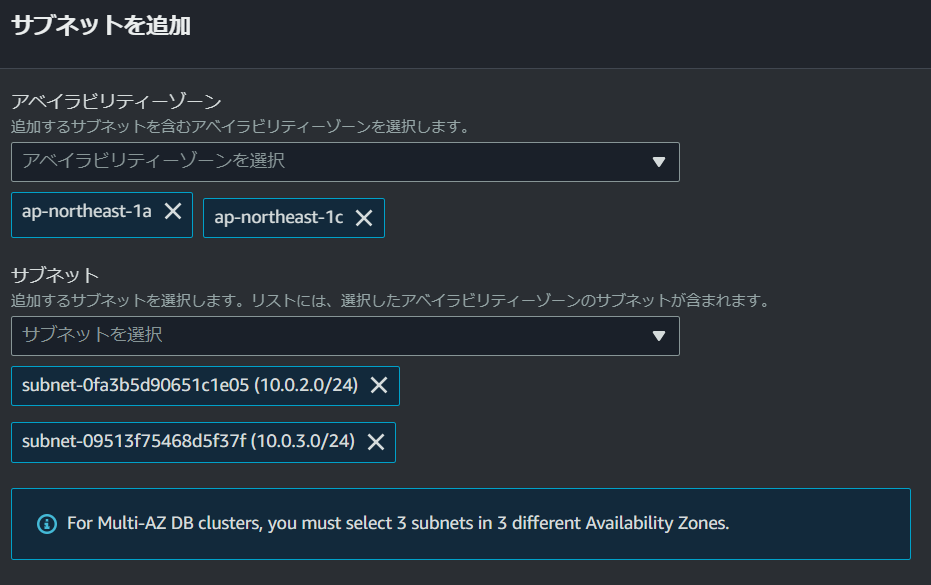 サブネットを追加
アベイラビリティーゾーン
追加するサブネットを含むアベイラビリティーゾーンを選択します。
アベイラビリティーゾーンを選択
ap-northeast-1a
ap-northeast-1c
サブネット
追加するサブネットを選択します。リストには、選択したアベイラビリティーゾーンのサブネットが含まれます。
サブネットを選択
subnet-0fa3b5d90651c1e05 (10.0.2.0/24)
subnet-09513f75468d5f37f (10.0.3.0/24)
For Multi-AZ DB clusters, you must select 3 subnets in 3 different Availability Zones.